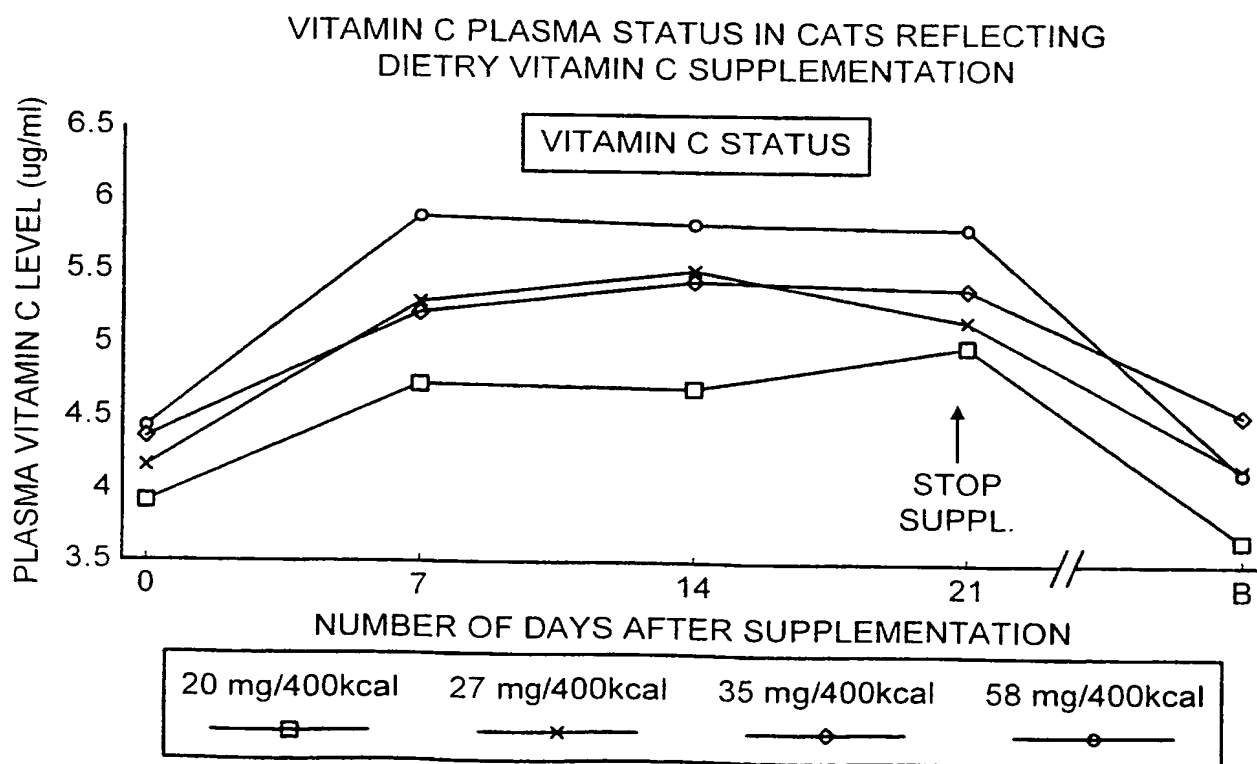 VITAMIN C PLASMA STATUS IN CATS REFLECTING
DIETRY VITAMIN C SUPPLEMENTATION
VITAMIN C STATUS
PLASMA VITAMIN C LEVEL (ug/ml)
6.5
6
5.5
5
4.5
4
3.5
STOP
SUPPL.
0 7 14 21 B
NUMBER OF DAYS AFTER SUPPLEMENTATION
20 mg/400kcal 27 mg/400kcal 35 mg/400kcal 58 mg/400kcal